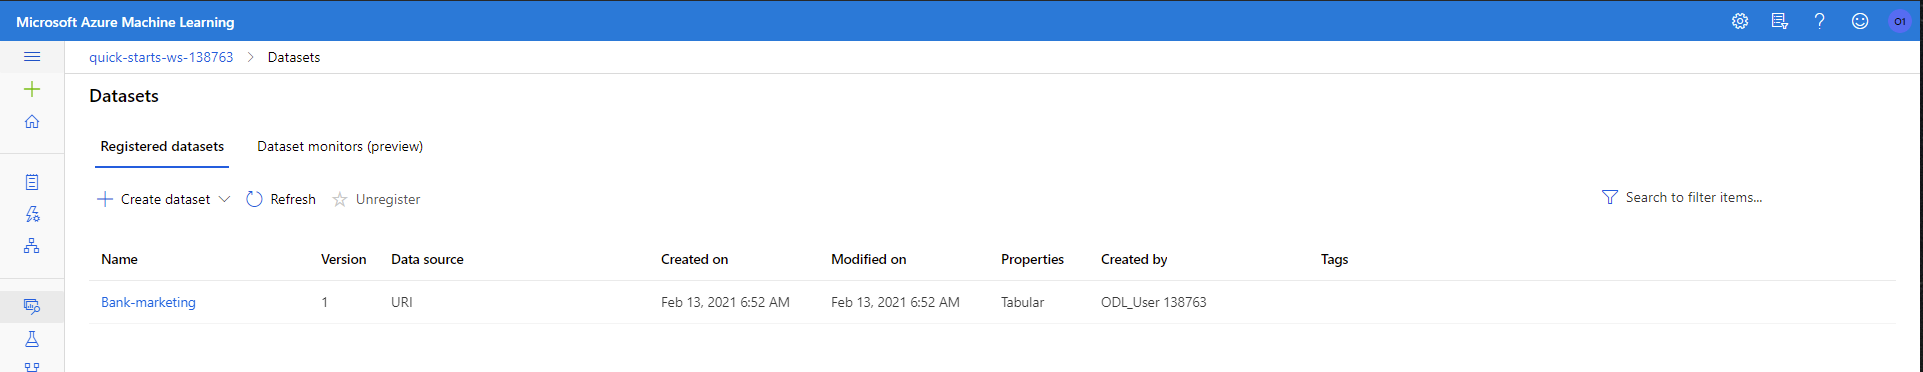 Microsoft Azure Machine Learning
O1
quick-starts-ws-138763 > Datasets
Datasets
Registered datasets Dataset monitors (preview)
Create dataset Refresh Unregister Search to filter items...
Name Version Data source Created on Modified on Properties Created by Tags
Bank-marketing 1 URI Feb 13, 2021 6:52 AM Feb 13, 2021 6:52 AM Tabular ODL_User 138763